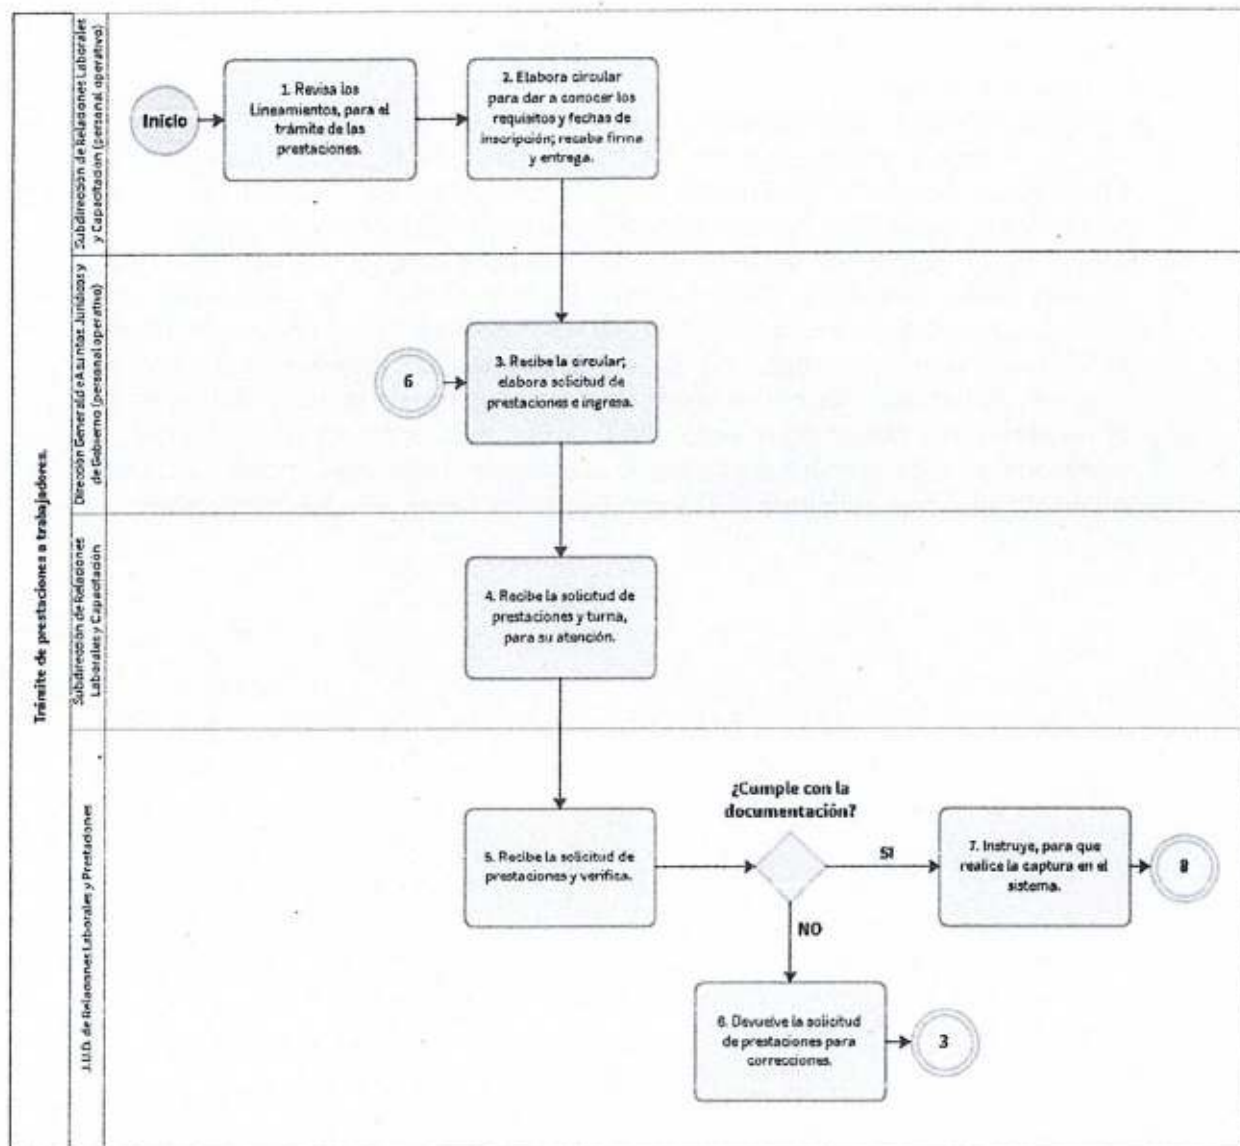 Trámite de prestaciones a trabajadores.
Subdirección de Relaciones Laborales
y Capacitación (personal operativo)
Inicio
1. Revisa los
Lineamientos, para el
trámite de las
prestaciones.
2. Elabora circular
para dar a conocer los
requisitos y fechas de
inscripción; recaba firma
y entrega.
Dirección General de Asuntos Jurídicos y
de Gobierno (personal operativo)
6
3. Recibe la circular;
elabora solicitud de
prestaciones e ingresa.
Subdirección de Relaciones
Laborales y Capacitación
4. Recibe la solicitud de
prestaciones y turna,
para su atención.
J.U.D. de Relaciones Laborales y Prestaciones
5. Recibe la solicitud de
prestaciones y verifica.
¿Cumple con la
documentación?
SI
7. Instruye, para que
realice la captura en el
sistema.
8
NO
6. Devuelve la solicitud
de prestaciones para
correcciones.
3